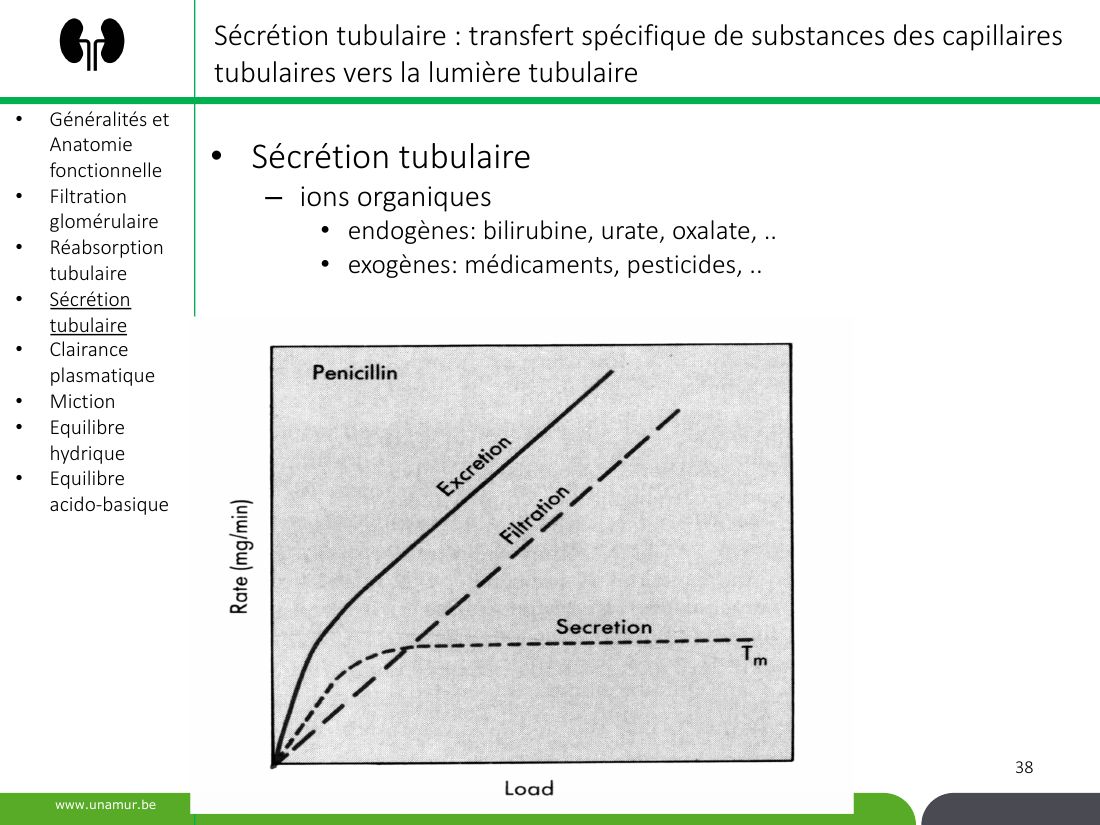 Sécrétion tubulaire : transfert spécifique de substances des capillaires
tubulaires vers la lumière tubulaire
• Généralités et
Anatomie
fonctionnelle
• Filtration
glomérulaire
• Réabsorption
tubulaire
• Sécrétion
tubulaire
• Clairance
plasmatique
• Miction
• Equilibre
hydrique
• Equilibre
acido-basique
• Sécrétion tubulaire
– ions organiques
• endogènes: bilirubine, urate, oxalate, ..
• exogènes: médicaments, pesticides, ..
Penicillin
Excretion
Filtration
Secretion
Tm
Rate (mg/min)
Load
38
www.unamur.be